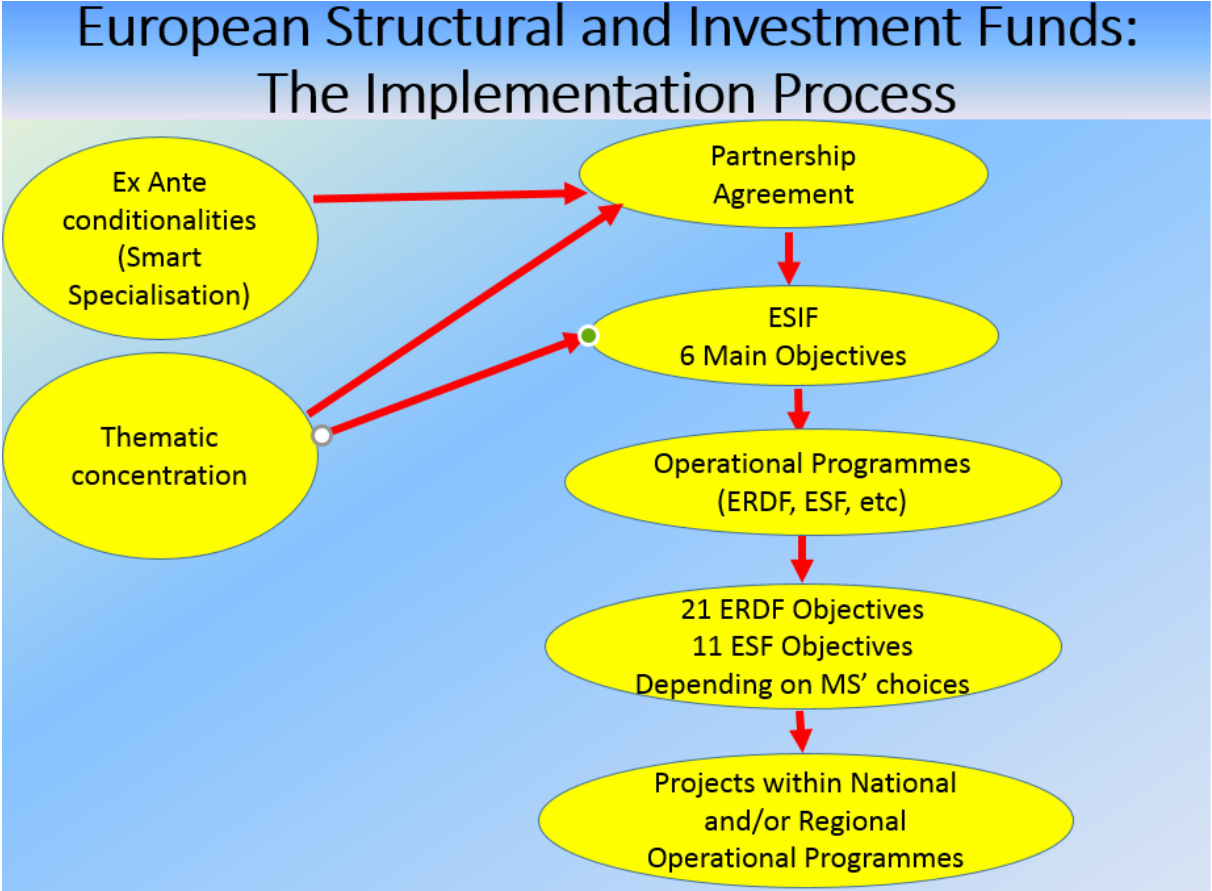 European Structural and Investment Funds:
The Implementation Process
Ex Ante
conditionalities
(Smart
Specialisation)
Thematic
concentration
Partnership
Agreement
ESIF
6 Main Objectives
Operational Programmes
(ERDF, ESF, etc)
21 ERDF Objectives
11 ESF Objectives
Depending on MS’ choices
Projects within National
and/or Regional
Operational Programmes